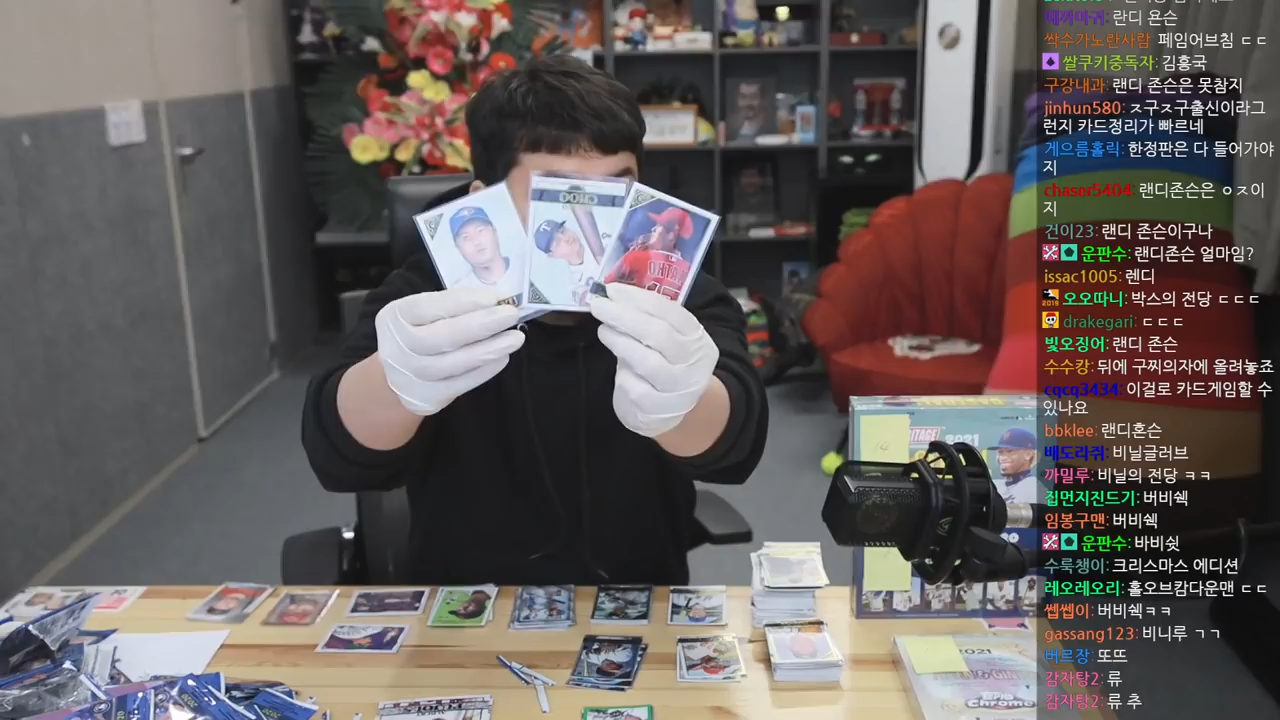 까마귀: 란디 욘슨
싹수가노란사람: 페임어브침 ㄷㄷ
쌀쿠키중독자: 김흥국
구강내과: 랜디 존슨은 못참지
jinhun580: ㅈ구ㅈ구출신이라그
런지 카드정리가 빠르네
게으름홀릭: 한정판은 다 들어가야
지
chaser5404: 랜디존슨은 ㅇㅈ이
지
건이23: 랜디 존슨이구나
운판수: 랜디존슨 얼마임?
issac1005: 렌디
오오따니: 박스의 전당 ㄷㄷㄷ
drakegari: ㄷㄷㄷ
빛오징어: 랜디 존슨
수수캉: 뒤에 구찌의자에 올려놓죠
cqcq3434: 이걸로 카드게임할 수
있나요
bbklee: 랜디혼슨
배도라쥐: 비닐글러브
까밀루: 비닐의 전당 ㅋㅋ
집먼지진드기: 버비쉑
임봉구맨: 버비쉑
운판수: 바비쉿
수룩챙이: 크리스마스 에디션
레오레오리: 홀오브캄다운맨 ㄷㄷ
쎕쎕이: 버비쉑ㅋㅋ
gassang123: 비니루 ㄱㄱ
버르장: 또뜨
감자탕2: 류
감자탕2: 류 추
CHOO
OHTA
2021
2021
Chrome